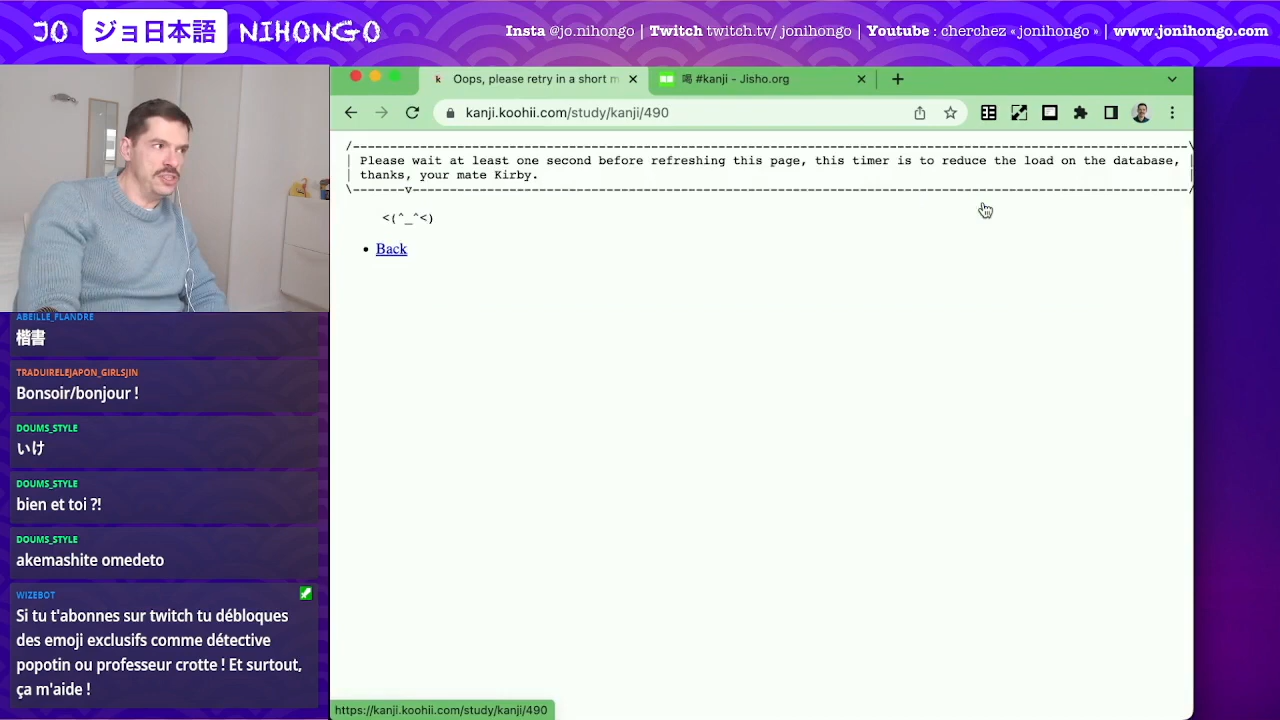 JO ジョ日本語 NIHONGO
Insta @jo.nihongo | Twitch twitch.tv/ jonihongo | Youtube : cherchez « jonihongo » | www.jonihongo.com
Oops, please retry in a short m
喝 #kanji - Jisho.org
kanji.koohii.com/study/kanji/490
/-----------------------------------------------------------------------------------------------\
| Please wait at least one second before refreshing this page, this timer is to reduce the load on the database, |
| thanks, your mate Kirby. |
\-------v---------------------------------------------------------------------------------------/
<(^_^<)
• Back
ABEILLE_FLANDRE
楷書
TRADUIRELEJAPON_GIRLSJIN
Bonsoir/bonjour !
DOUMS_STYLE
いけ
DOUMS_STYLE
bien et toi ?!
DOUMS_STYLE
akemashite omedeto
WIZEBOT
Si tu t'abonnes sur twitch tu débloques
des emoji exclusifs comme détective
popotin ou professeur crotte ! Et surtout,
ça m'aide !
https://kanji.koohii.com/study/kanji/490